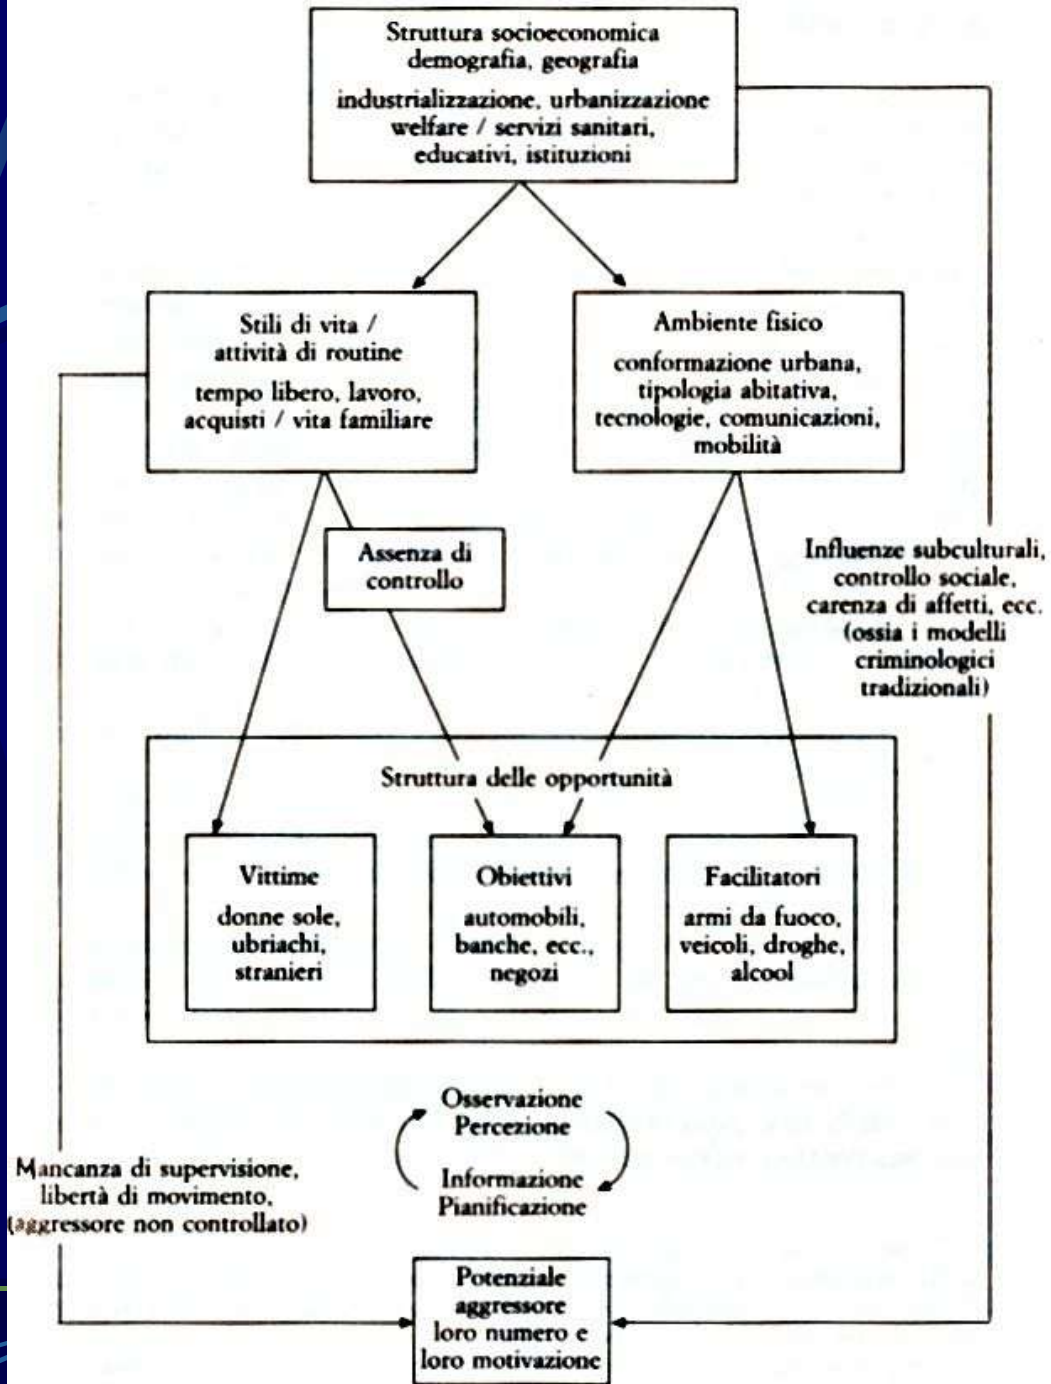 Struttura socioeconomica
demografia, geografia
industrializzazione, urbanizzazione
welfare / servizi sanitari,
educativi, istituzioni
Stili di vita /
attività di routine
tempo libero, lavoro,
acquisti / vita familiare
Ambiente fisico
conformazione urbana,
tipologia abitativa,
tecnologie, comunicazioni,
mobilità
Assenza di
controllo
Influenze subculturali,
controllo sociale,
carenza di affetti, ecc.
(ossia i modelli
criminologici
tradizionali)
Struttura delle opportunità
Vittime
donne sole,
ubriachi,
stranieri
Obiettivi
automobili,
banche, ecc.,
negozi
Facilitatori
armi da fuoco,
veicoli, droghe,
alcool
Osservazione
Percezione
Informazione
Pianificazione
Mancanza di supervisione,
libertà di movimento,
(aggressore non controllato)
Potenziale
aggressore
loro numero e
loro motivazione